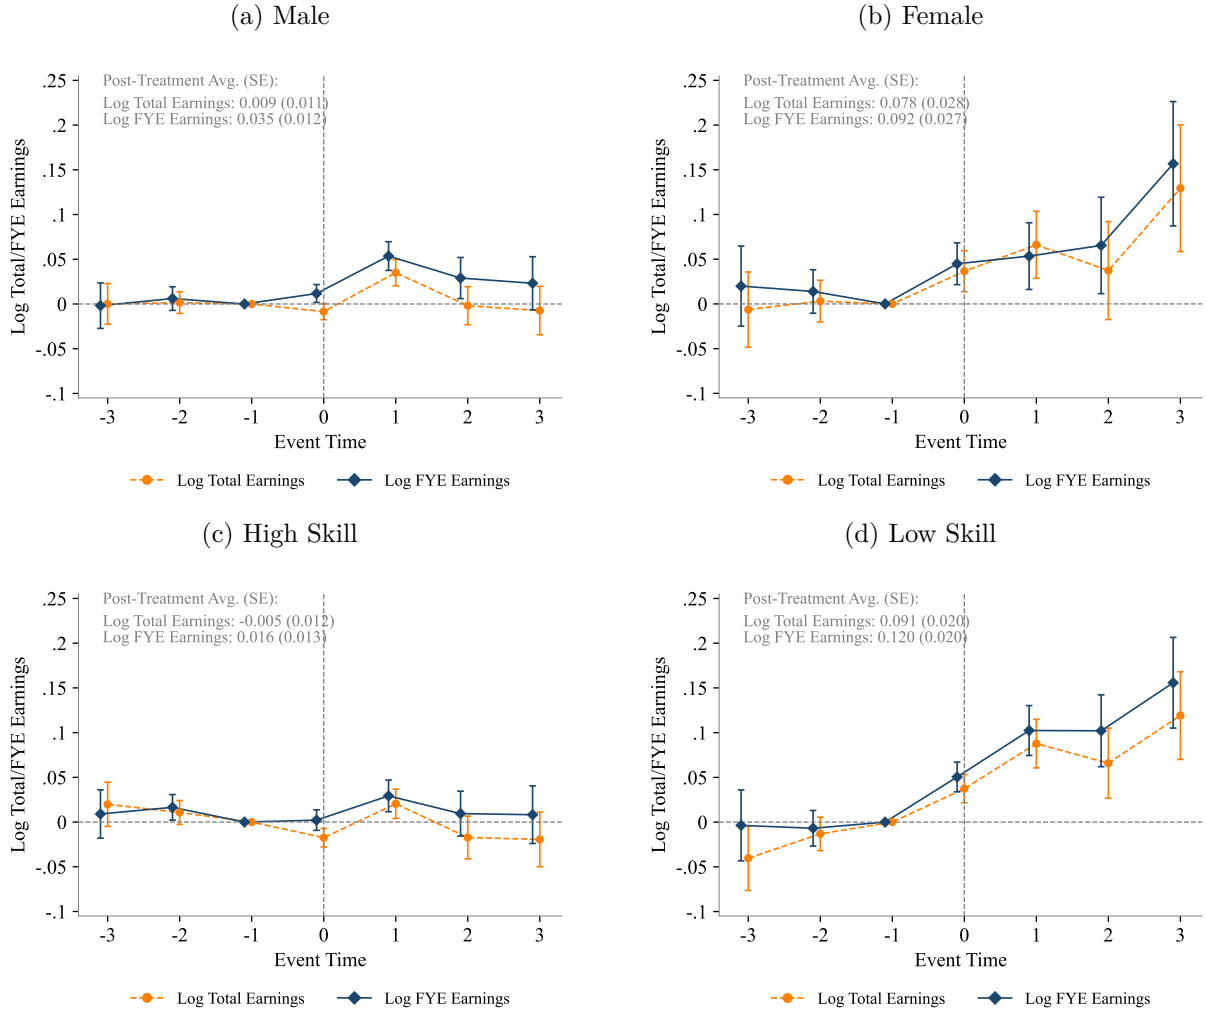 (a) Male
Post-Treatment Avg. (SE):
Log Total Earnings: 0.009 (0.011)
Log FYE Earnings: 0.035 (0.012)
Log Total/FYE Earnings
.25
.2
.15
.1
.05
0
-.05
-.1
-3 -2 -1 0 1 2 3
Event Time
Log Total Earnings Log FYE Earnings
(b) Female
Post-Treatment Avg. (SE):
Log Total Earnings: 0.078 (0.028)
Log FYE Earnings: 0.092 (0.027)
Log Total/FYE Earnings
.25
.2
.15
.1
.05
0
-.05
-.1
-3 -2 -1 0 1 2 3
Event Time
Log Total Earnings Log FYE Earnings
(c) High Skill
Post-Treatment Avg. (SE):
Log Total Earnings: -0.005 (0.012)
Log FYE Earnings: 0.016 (0.013)
Log Total/FYE Earnings
.25
.2
.15
.1
.05
0
-.05
-.1
-3 -2 -1 0 1 2 3
Event Time
Log Total Earnings Log FYE Earnings
(d) Low Skill
Post-Treatment Avg. (SE):
Log Total Earnings: 0.091 (0.020)
Log FYE Earnings: 0.120 (0.020)
Log Total/FYE Earnings
.25
.2
.15
.1
.05
0
-.05
-.1
-3 -2 -1 0 1 2 3
Event Time
Log Total Earnings Log FYE Earnings